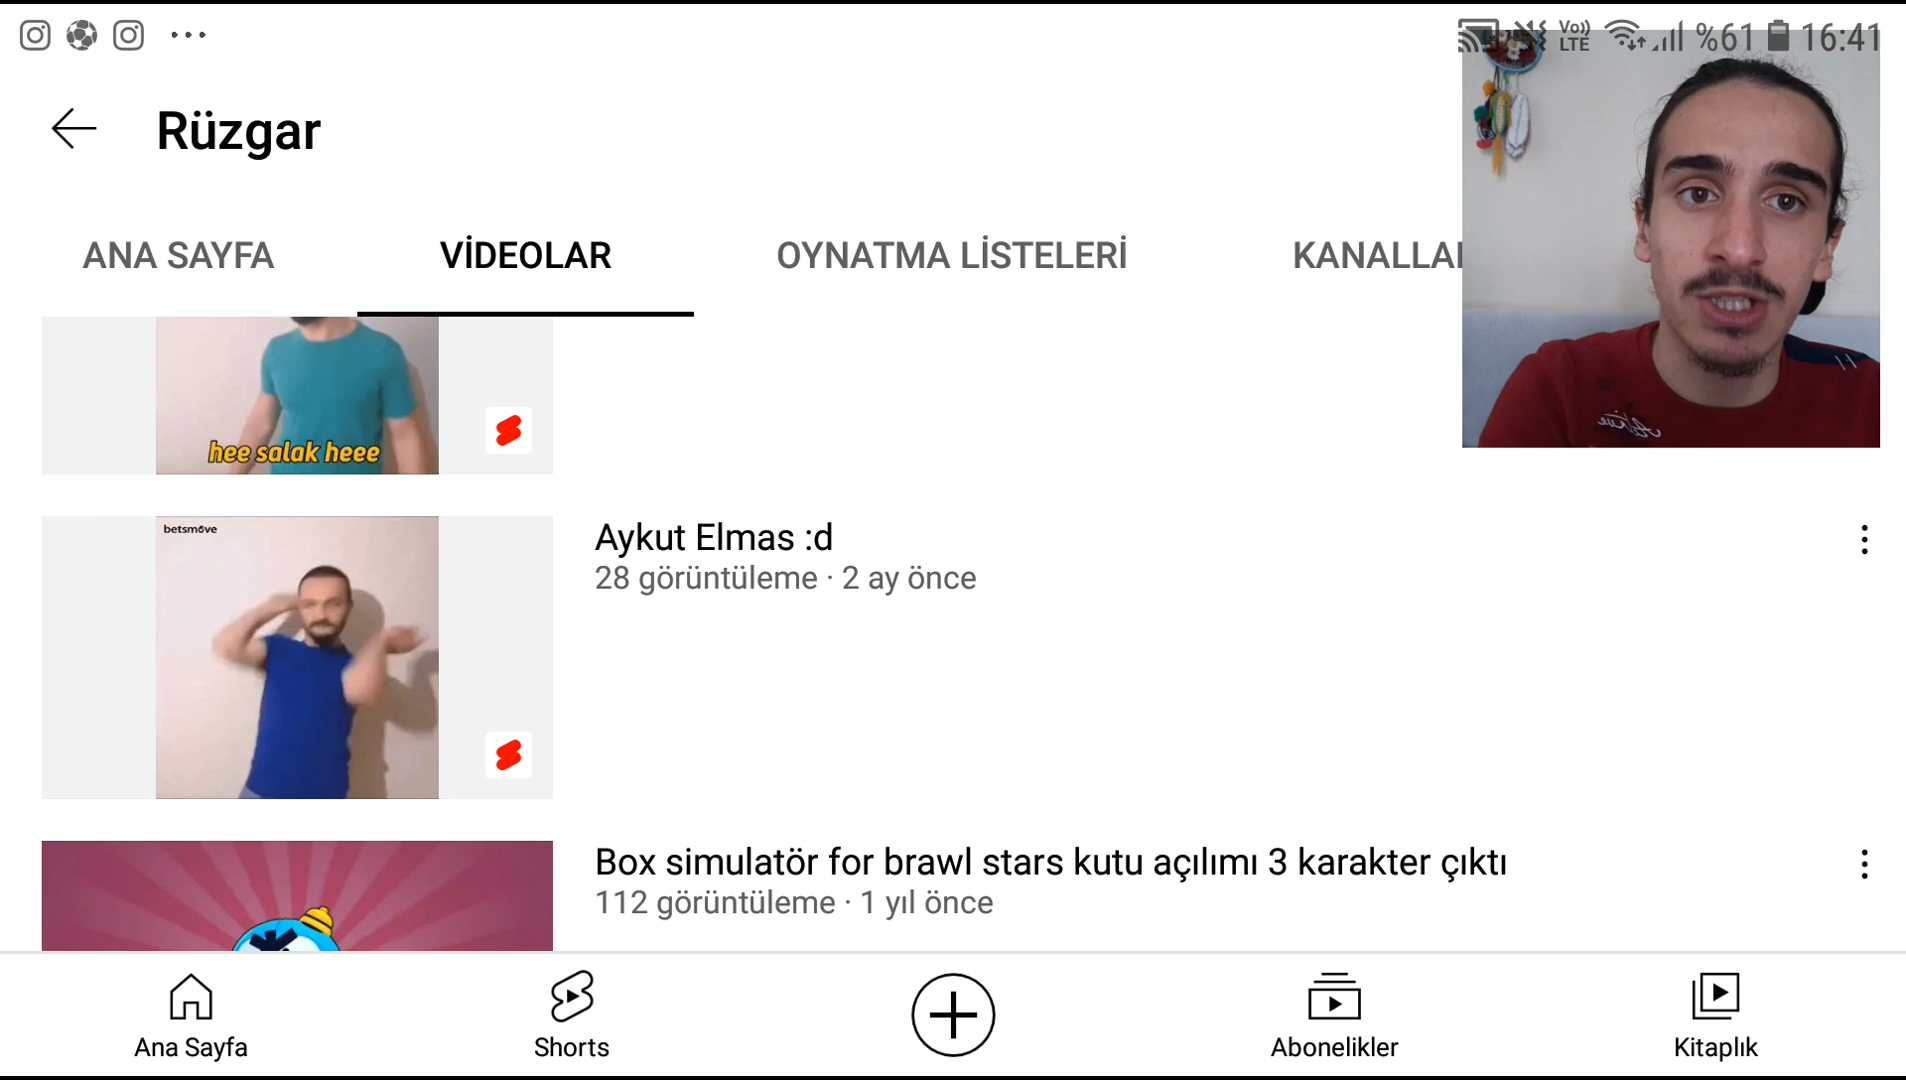 Vo))
LTE
%61
16:41
Rüzgar
ANA SAYFA
VİDEOLAR
OYNATMA LİSTELERİ
KANALLA
hee salak heee
betsmove
Aykut Elmas :d
28 görüntüleme · 2 ay önce
Box simulatör for brawl stars kutu açılımı 3 karakter çıktı
112 görüntüleme · 1 yıl önce
Ana Sayfa
Shorts
Abonelikler
Kitaplık